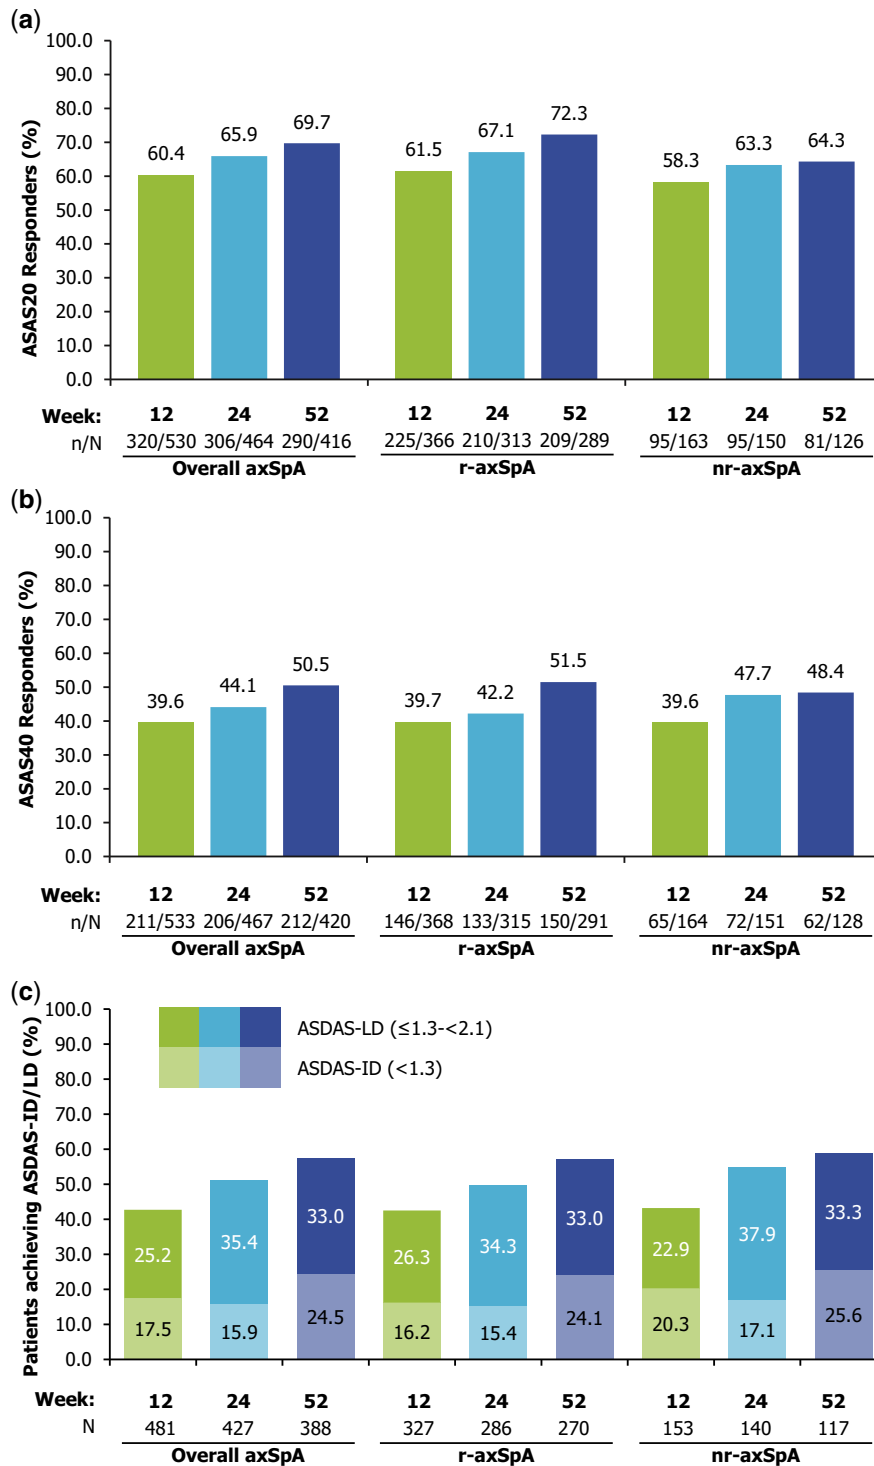 (a)
ASAS20 Responders (%)
100.0
90.0
80.0
70.0
60.0
50.0
40.0
30.0
20.0
10.0
0.0
60.4 65.9 69.7 61.5 67.1 72.3 58.3 63.3 64.3
Week: 12 24 52 12 24 52 12 24 52
n/N 320/530 306/464 290/416 225/366 210/313 209/289 95/163 95/150 81/126
Overall axSpA r-axSpA nr-axSpA
(b)
ASAS40 Responders (%)
100.0
90.0
80.0
70.0
60.0
50.0
40.0
30.0
20.0
10.0
0.0
39.6 44.1 50.5 39.7 42.2 51.5 39.6 47.7 48.4
Week: 12 24 52 12 24 52 12 24 52
n/N 211/533 206/467 212/420 146/368 133/315 150/291 65/164 72/151 62/128
Overall axSpA r-axSpA nr-axSpA
(c)
Patients achieving ASDAS-ID/LD (%)
100.0
90.0
80.0
70.0
60.0
50.0
40.0
30.0
20.0
10.0
0.0
ASDAS-LD (≤1.3-<2.1)
ASDAS-ID (<1.3)
25.2 35.4 33.0 26.3 34.3 33.0 22.9 37.9 33.3
17.5 15.9 24.5 16.2 15.4 24.1 20.3 17.1 25.6
Week: 12 24 52 12 24 52 12 24 52
N 481 427 388 327 286 270 153 140 117
Overall axSpA r-axSpA nr-axSpA